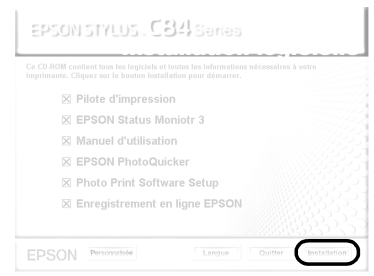 EPSON STYLUS C84 Series
Ce CD-ROM contient tous les logiciels et toutes les informations nécessaires à votre
imprimante. Cliquez sur le bouton Installation pour démarrer.
Pilote d'impression
EPSON Status Moniotr 3
Manuel d'utilisation
EPSON PhotoQuicker
Photo Print Software Setup
Enregistrement en ligne EPSON
EPSON Personnalisée Langue Quitter Installation